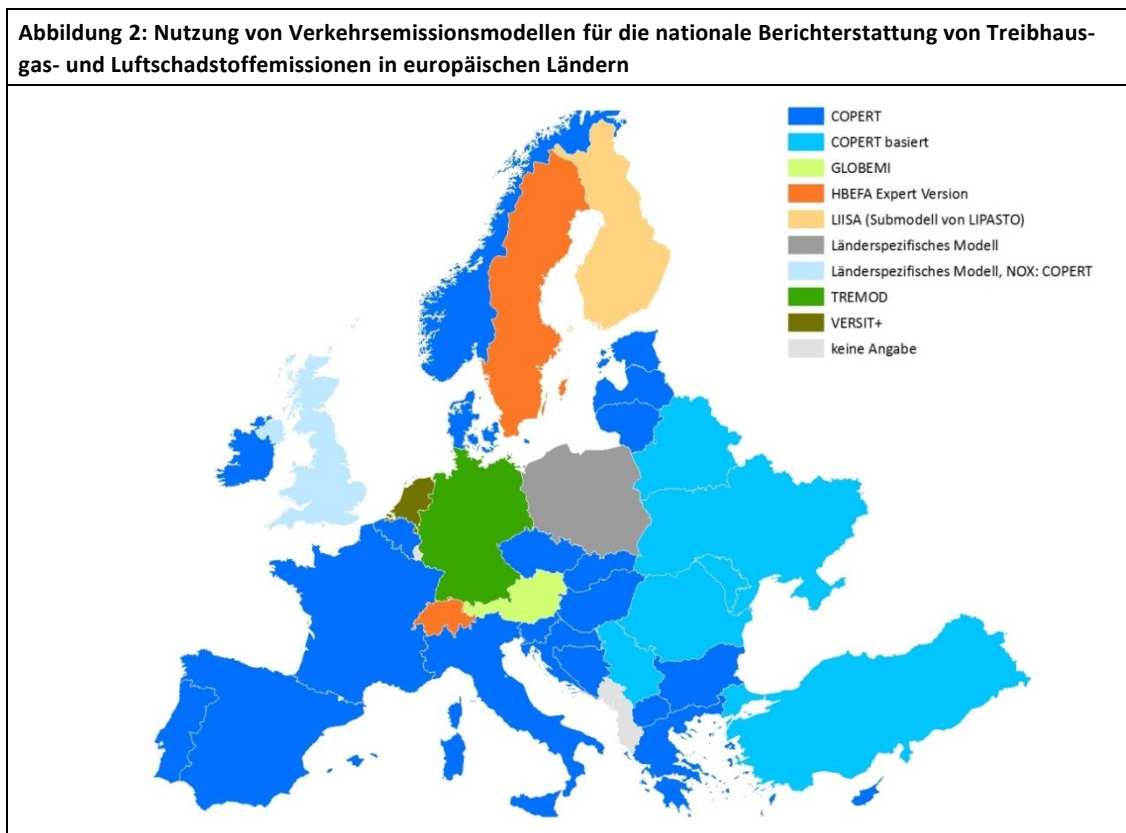 Abbildung 2: Nutzung von Verkehrsemissionsmodellen für die nationale Berichterstattung von Treibhaus-
gas- und Luftschadstoffemissionen in europäischen Ländern
COPERT
COPERT basiert
GLOBEMI
HBEFA Expert Version
LIISA (Submodell von LIPASTO)
Länderspezifisches Modell
Länderspezifisches Modell, NOX: COPERT
TREMOD
VERSIT+
keine Angabe